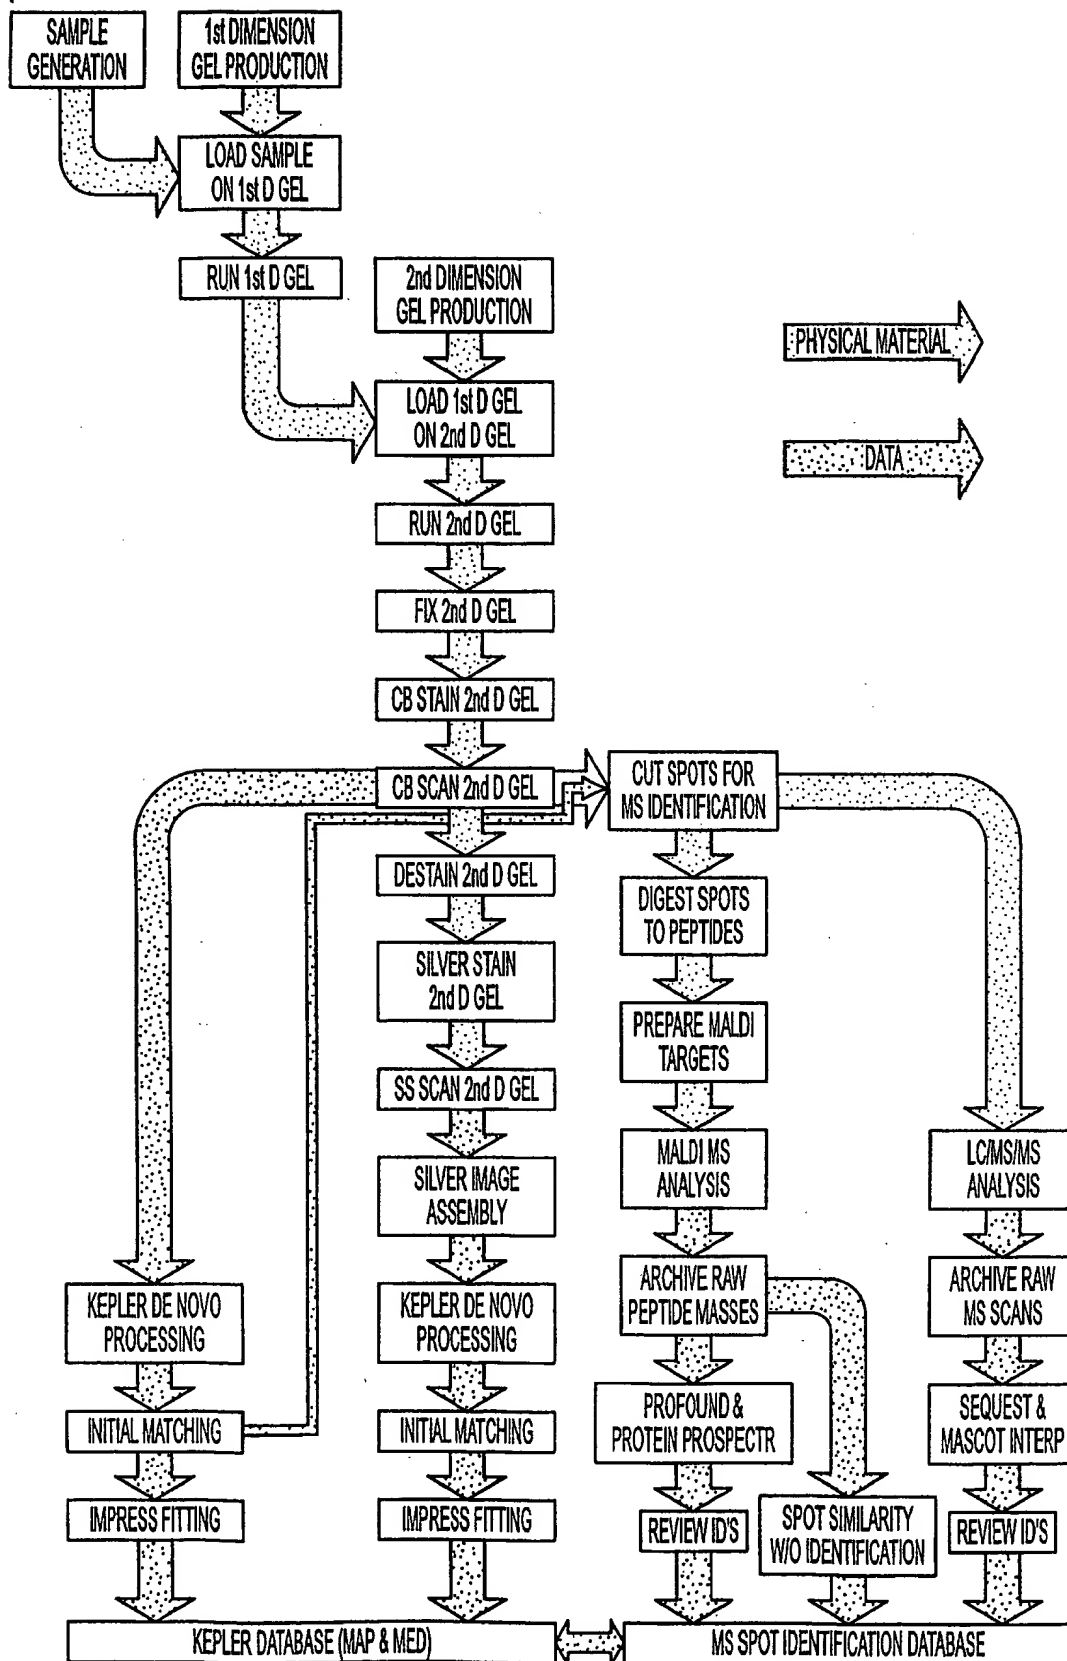 SAMPLE
GENERATION
1st DIMENSION
GEL PRODUCTION
LOAD SAMPLE
ON 1st D GEL
RUN 1st D GEL
2nd DIMENSION
GEL PRODUCTION
PHYSICAL MATERIAL
LOAD 1st D GEL
ON 2nd D GEL
DATA
RUN 2nd D GEL
FIX 2nd D GEL
CB STAIN 2nd D GEL
CB SCAN 2nd D GEL
CUT SPOTS FOR
MS IDENTIFICATION
DESTAIN 2nd D GEL
DIGEST SPOTS
TO PEPTIDES
SILVER STAIN
2nd D GEL
PREPARE MALDI
TARGETS
SS SCAN 2nd D GEL
MALDI MS
ANALYSIS
LC/MS/MS
ANALYSIS
SILVER IMAGE
ASSEMBLY
KEPLER DE NOVO
PROCESSING
KEPLER DE NOVO
PROCESSING
ARCHIVE RAW
PEPTIDE MASSES
ARCHIVE RAW
MS SCANS
INITIAL MATCHING
INITIAL MATCHING
PROFOUND &
PROTEIN PROSPECTR
SEQUEST &
MASCOT INTERP
IMPRESS FITTING
IMPRESS FITTING
REVIEW ID'S
SPOT SIMILARITY
W/O IDENTIFICATION
REVIEW ID'S
KEPLER DATABASE (MAP & MED)
MS SPOT IDENTIFICATION DATABASE